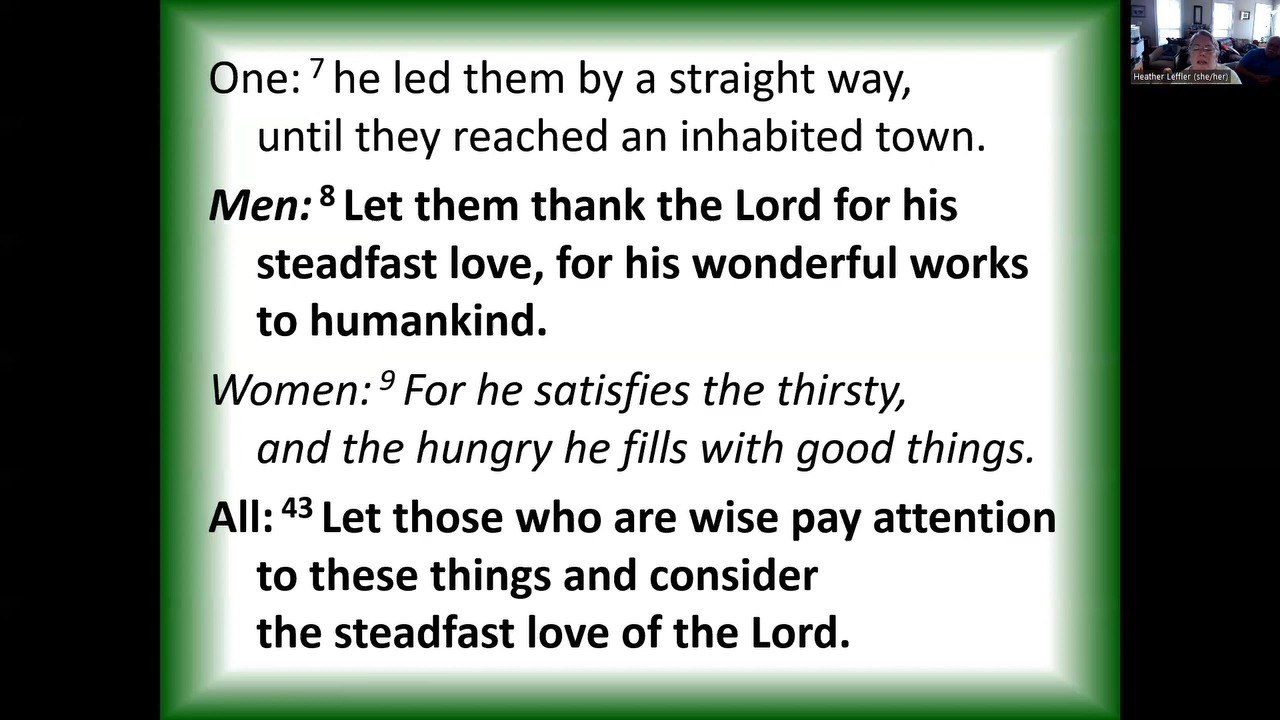 One: 7 he led them by a straight way,
until they reached an inhabited town.
Men: 8 Let them thank the Lord for his
steadfast love, for his wonderful works
to humankind.
Women: 9 For he satisfies the thirsty,
and the hungry he fills with good things.
All: 43 Let those who are wise pay attention
to these things and consider
the steadfast love of the Lord.
Heather Leffler (she/her)